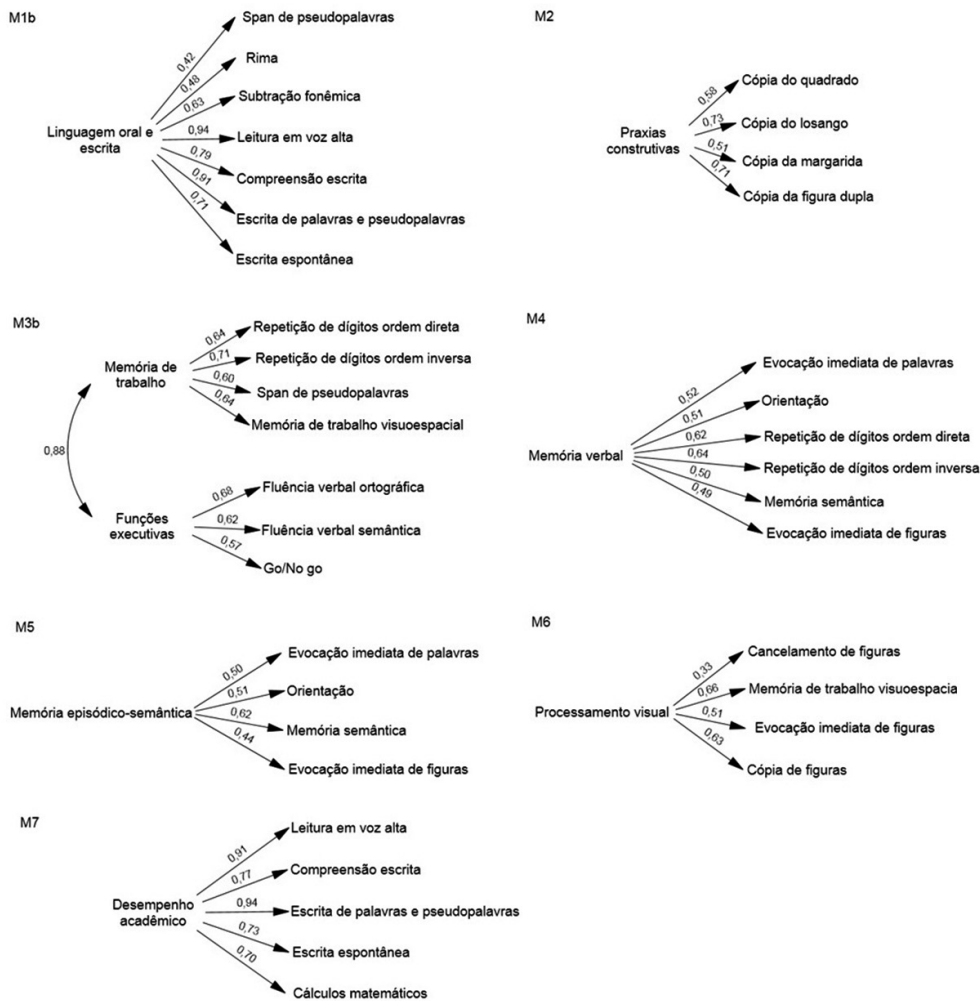 M1b
Span de pseudopalavras
0,42
Rima
0,48
Subtração fonêmica
0,63
Linguagem oral e
escrita
0,94
Leitura em voz alta
0,79
Compreensão escrita
0,91
Escrita de palavras e pseudopalavras
0,71
Escrita espontânea
M2
Praxias
construtivas
0,58
Cópia do quadrado
0,73
Cópia do losango
0,51
Cópia da margarida
0,71
Cópia da figura dupla
M3b
Memória de
trabalho
0,64
Repetição de dígitos ordem direta
0,71
Repetição de dígitos ordem inversa
0,60
Span de pseudopalavras
0,64
Memória de trabalho visuoespacial
0,88
Funções
executivas
0,68
Fluência verbal ortográfica
0,62
Fluência verbal semântica
0,57
Go/No go
M4
Memória verbal
0,52
Evocação imediata de palavras
0,51
Orientação
0,62
Repetição de dígitos ordem direta
0,64
Repetição de dígitos ordem inversa
0,50
Memória semântica
0,49
Evocação imediata de figuras
M5
Memória episódico-semântica
0,50
Evocação imediata de palavras
0,51
Orientação
0,62
Memória semântica
0,44
Evocação imediata de figuras
M6
Processamento visual
0,33
Cancelamento de figuras
0,66
Memória de trabalho visuoespacia
0,51
Evocação imediata de figuras
0,63
Cópia de figuras
M7
Desempenho
acadêmico
0,91
Leitura em voz alta
0,77
Compreensão escrita
0,94
Escrita de palavras e pseudopalavras
0,73
Escrita espontânea
0,70
Cálculos matemáticos